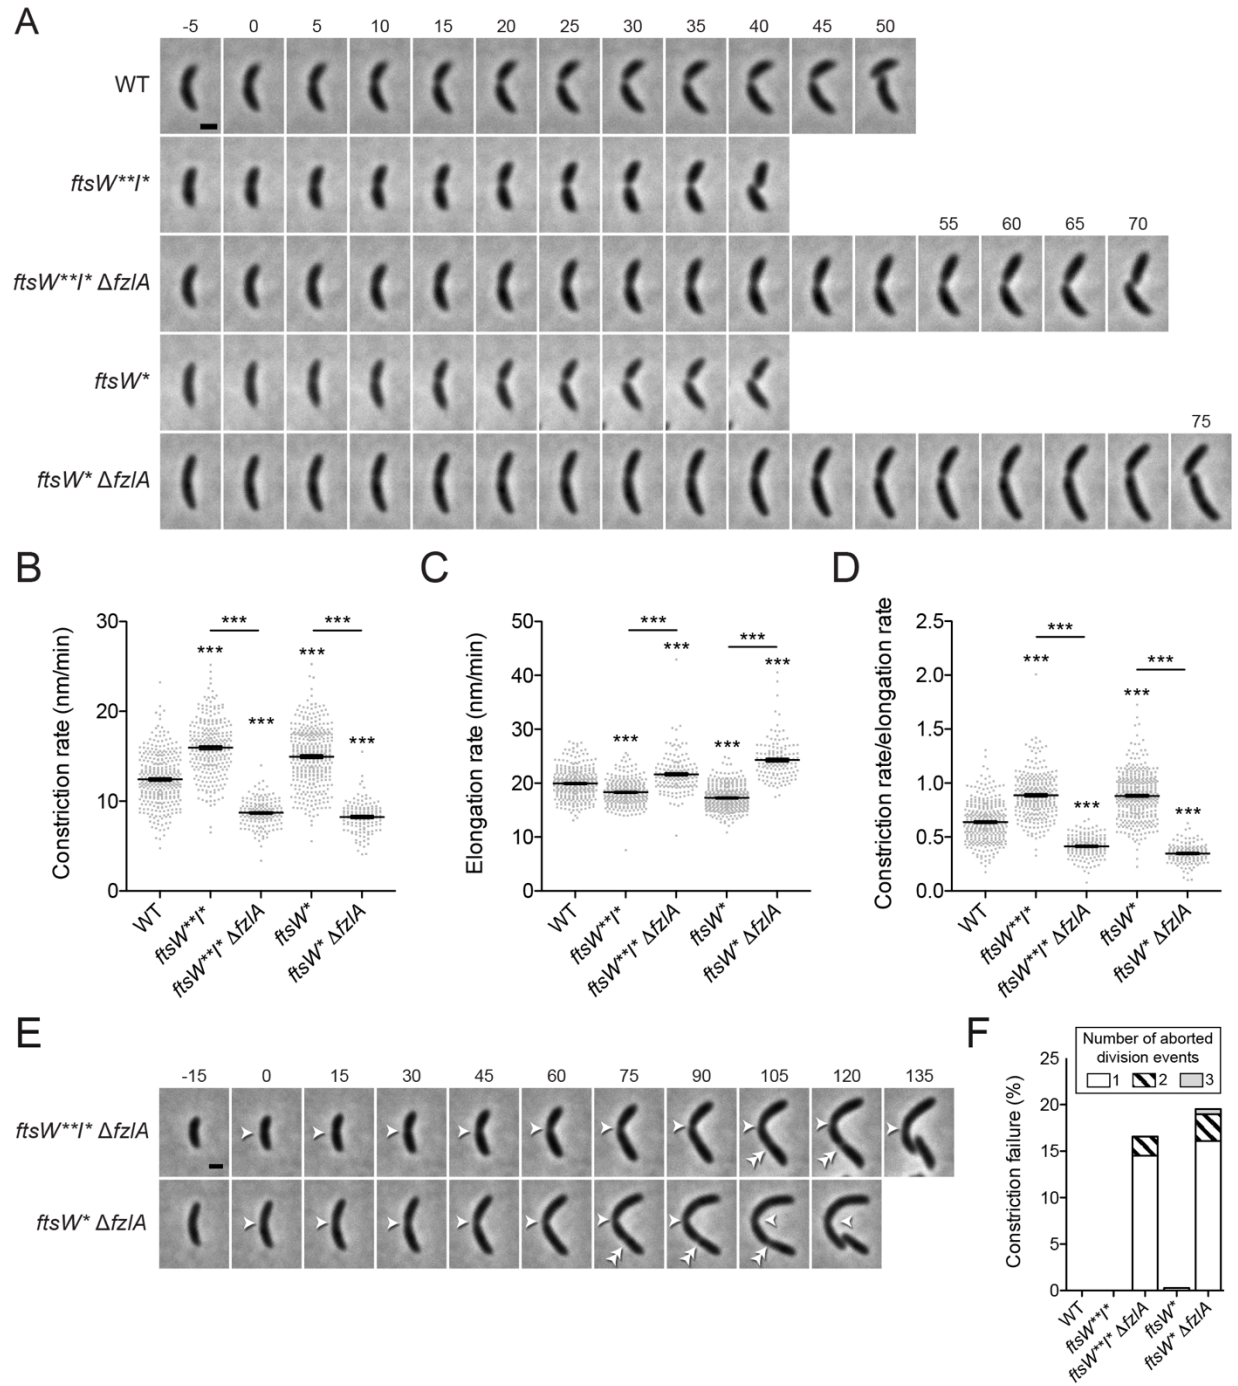 A
-5 0 5 10 15 20 25 30 35 40 45 50
WT
ftsW**I*
55 60 65 70
ftsW**I* ΔfzlA
ftsW*
75
ftsW* ΔfzlA
B
Constriction rate (nm/min)
30
20
10
0
*** *** *** *** *** ***
WT
ftsW**I*
ftsW**I* ΔfzlA
ftsW*
ftsW* ΔfzlA
C
Elongation rate (nm/min)
50
40
30
20
10
0
*** *** *** *** *** ***
WT
ftsW**I*
ftsW**I* ΔfzlA
ftsW*
ftsW* ΔfzlA
D
Constriction rate/elongation rate
2.5
2.0
1.5
1.0
0.5
0.0
*** *** *** *** *** ***
WT
ftsW**I*
ftsW**I* ΔfzlA
ftsW*
ftsW* ΔfzlA
E
-15 0 15 30 45 60 75 90 105 120 135
ftsW**I* ΔfzlA
ftsW* ΔfzlA
F
Number of aborted
division events
1 2 3
Constriction failure (%)
25
20
15
10
5
0
WT
ftsW**I*
ftsW**I* ΔfzlA
ftsW*
ftsW* ΔfzlA